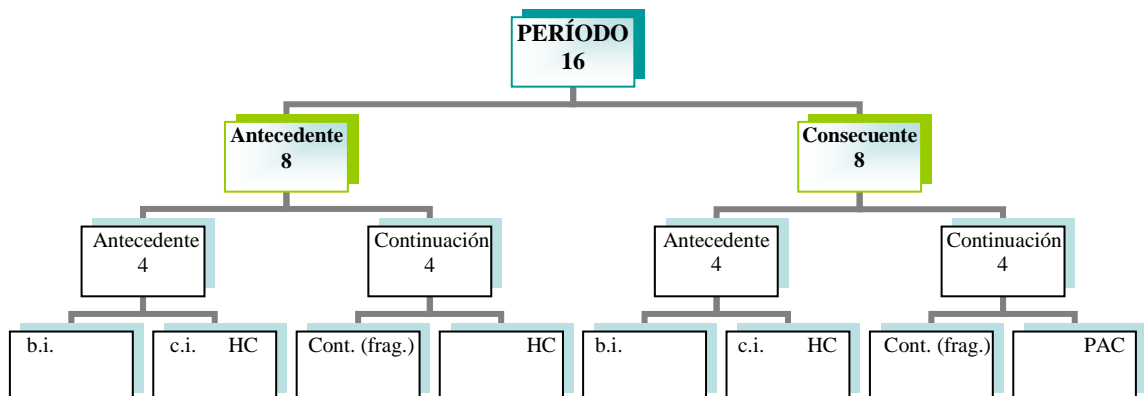 PERÍODO
16
Antecedente
8
Consecuente
8
Antecedente
4
Continuación
4
Antecedente
4
Continuación
4
b.i.
c.i. HC
Cont. (frag.)
HC
b.i.
c.i. HC
Cont. (frag.)
PAC